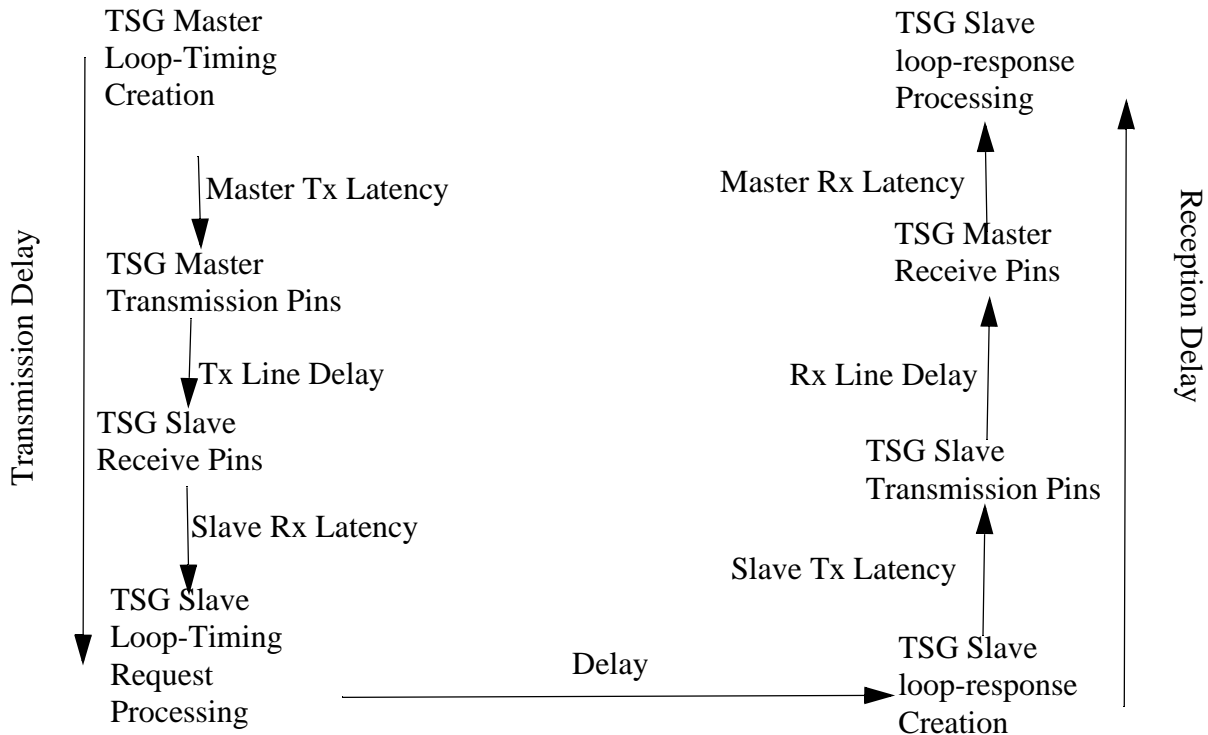 TSG Master
Loop-Timing
Creation
Master Tx Latency
TSG Master
Transmission Pins
Tx Line Delay
TSG Slave
Receive Pins
Slave Rx Latency
TSG Slave
Loop-Timing
Request
Processing
Transmission Delay
Delay
TSG Slave
loop-response
Processing
Master Rx Latency
TSG Master
Receive Pins
Rx Line Delay
TSG Slave
Transmission Pins
Slave Tx Latency
TSG Slave
loop-response
Creation
Reception Delay